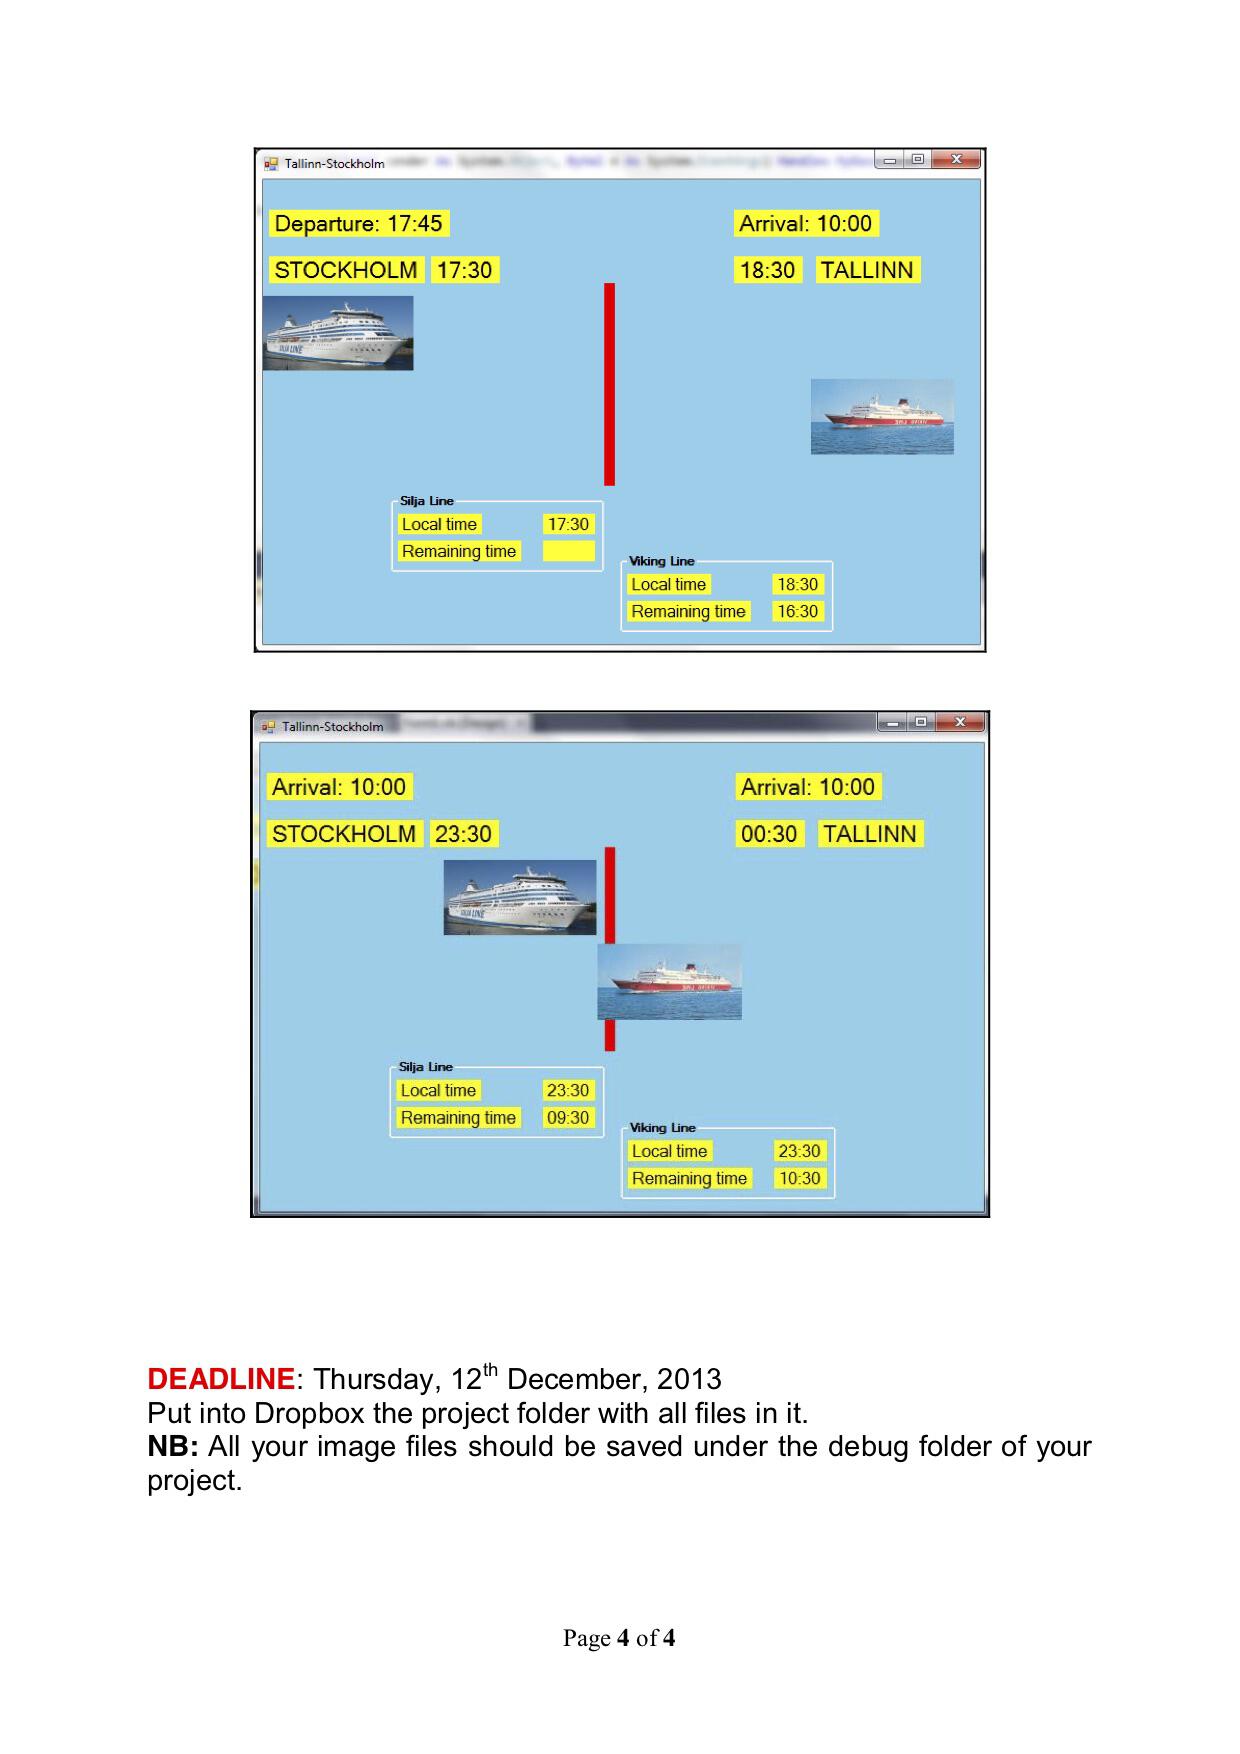 Tallinn-Stockholm
Departure: 17:45
Arrival: 10:00
STOCKHOLM 17:30
18:30 TALLINN
SILJA LINE
Silja Line
Local time 17:30
Remaining time
Viking Line
Local time 18:30
Remaining time 16:30
Tallinn-Stockholm
Arrival: 10:00
Arrival: 10:00
STOCKHOLM 23:30
00:30 TALLINN
SILJA LINE
Silja Line
Local time 23:30
Remaining time 09:30
Viking Line
Local time 23:30
Remaining time 10:30
DEADLINE: Thursday, 12th December, 2013
Put into Dropbox the project folder with all files in it.
NB: All your image files should be saved under the debug folder of your
project.
Page 4 of 4